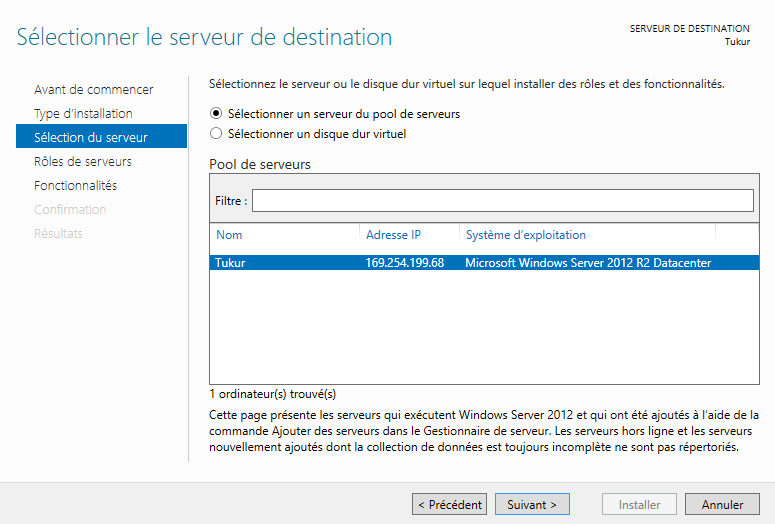 Sélectionner le serveur de destination
SERVEUR DE DESTINATION
Tukur
Avant de commencer
Type d'installation
Sélection du serveur
Rôles de serveurs
Fonctionnalités
Confirmation
Résultats
Sélectionnez le serveur ou le disque dur virtuel sur lequel installer des rôles et des fonctionnalités.
Sélectionner un serveur du pool de serveurs
Sélectionner un disque dur virtuel
Pool de serveurs
Filtre :
Nom Adresse IP Système d'exploitation
Tukur 169.254.199.68 Microsoft Windows Server 2012 R2 Datacenter
1 ordinateur(s) trouvé(s)
Cette page présente les serveurs qui exécutent Windows Server 2012 et qui ont été ajoutés à l'aide de la
commande Ajouter des serveurs dans le Gestionnaire de serveur. Les serveurs hors ligne et les serveurs
nouvellement ajoutés dont la collection de données est toujours incomplète ne sont pas répertoriés.
< Précédent Suivant > Installer Annuler